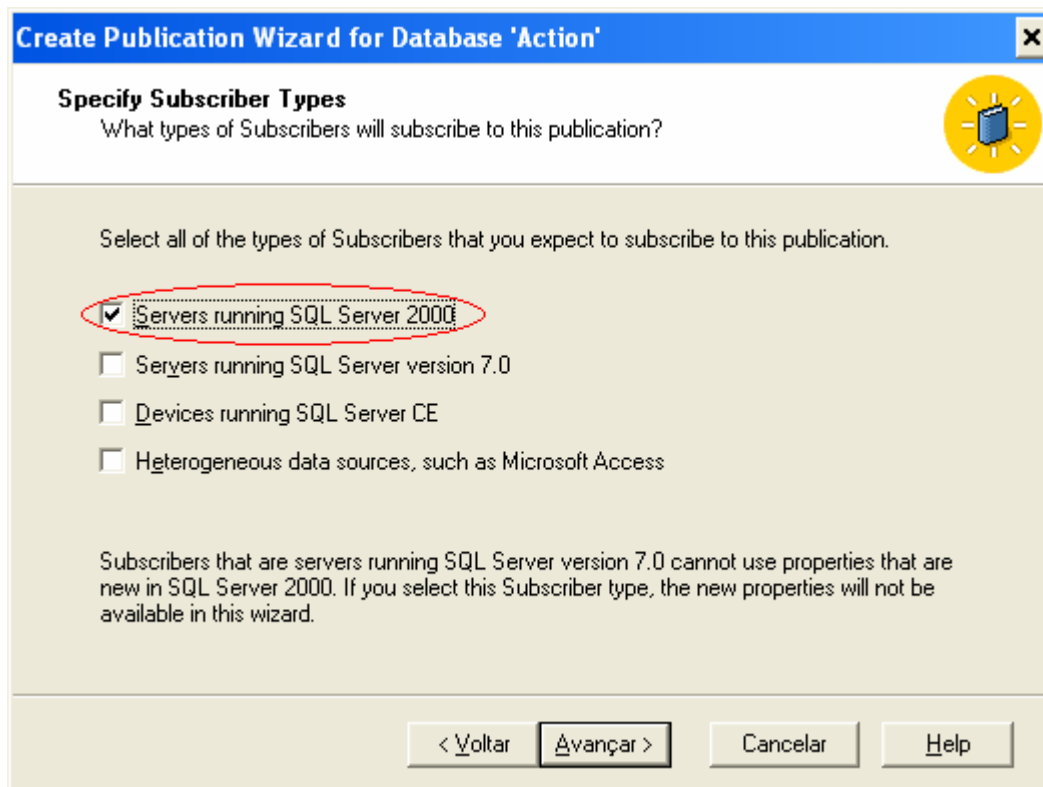 Create Publication Wizard for Database 'Action'
Specify Subscriber Types
What types of Subscribers will subscribe to this publication?
Select all of the types of Subscribers that you expect to subscribe to this publication.
Servers running SQL Server 2000
Servers running SQL Server version 7.0
Devices running SQL Server CE
Heterogeneous data sources, such as Microsoft Access
Subscribers that are servers running SQL Server version 7.0 cannot use properties that are
new in SQL Server 2000. If you select this Subscriber type, the new properties will not be
available in this wizard.
< Voltar Avançar > Cancelar Help